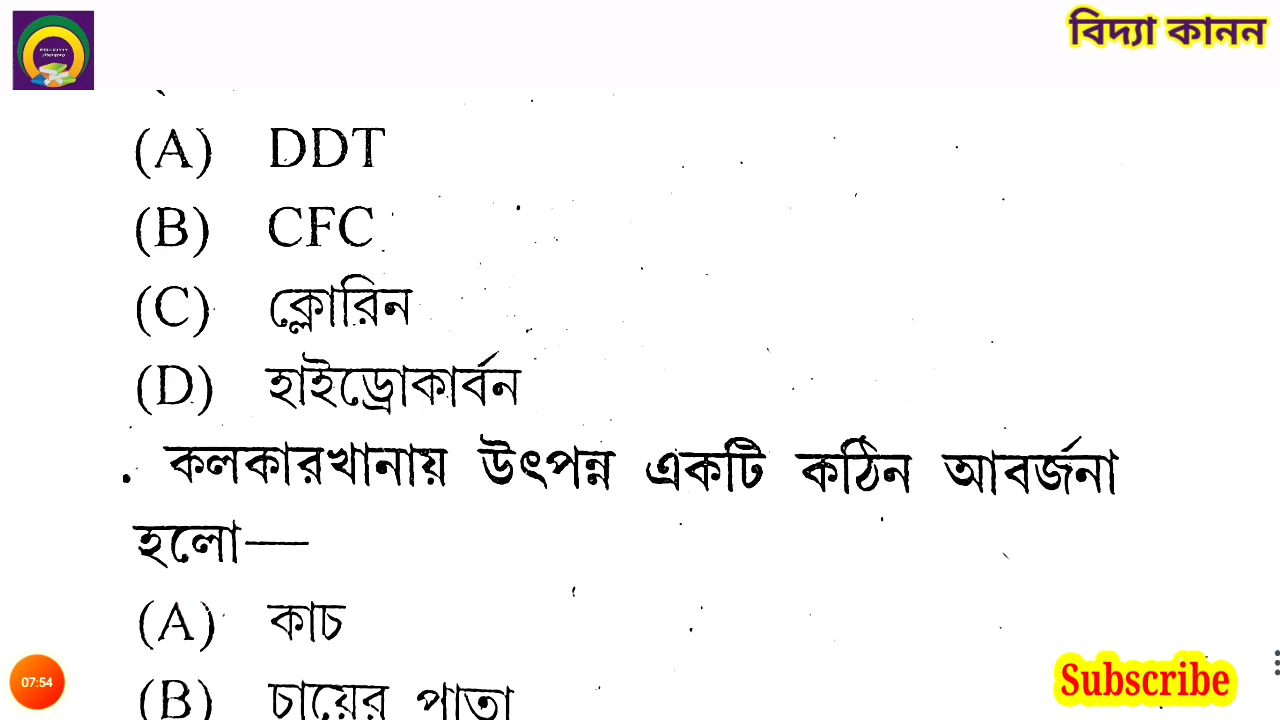 বিদ্যা কানন
(A) DDT
(B) CFC
(C) ক্লোরিন
(D) হাইড্রোকার্বন
. কলকারখানায় উৎপন্ন একটি কঠিন আবর্জনা
হলো—
(A) কাচ
(B) চায়ের পাতা
07:54
Subscribe